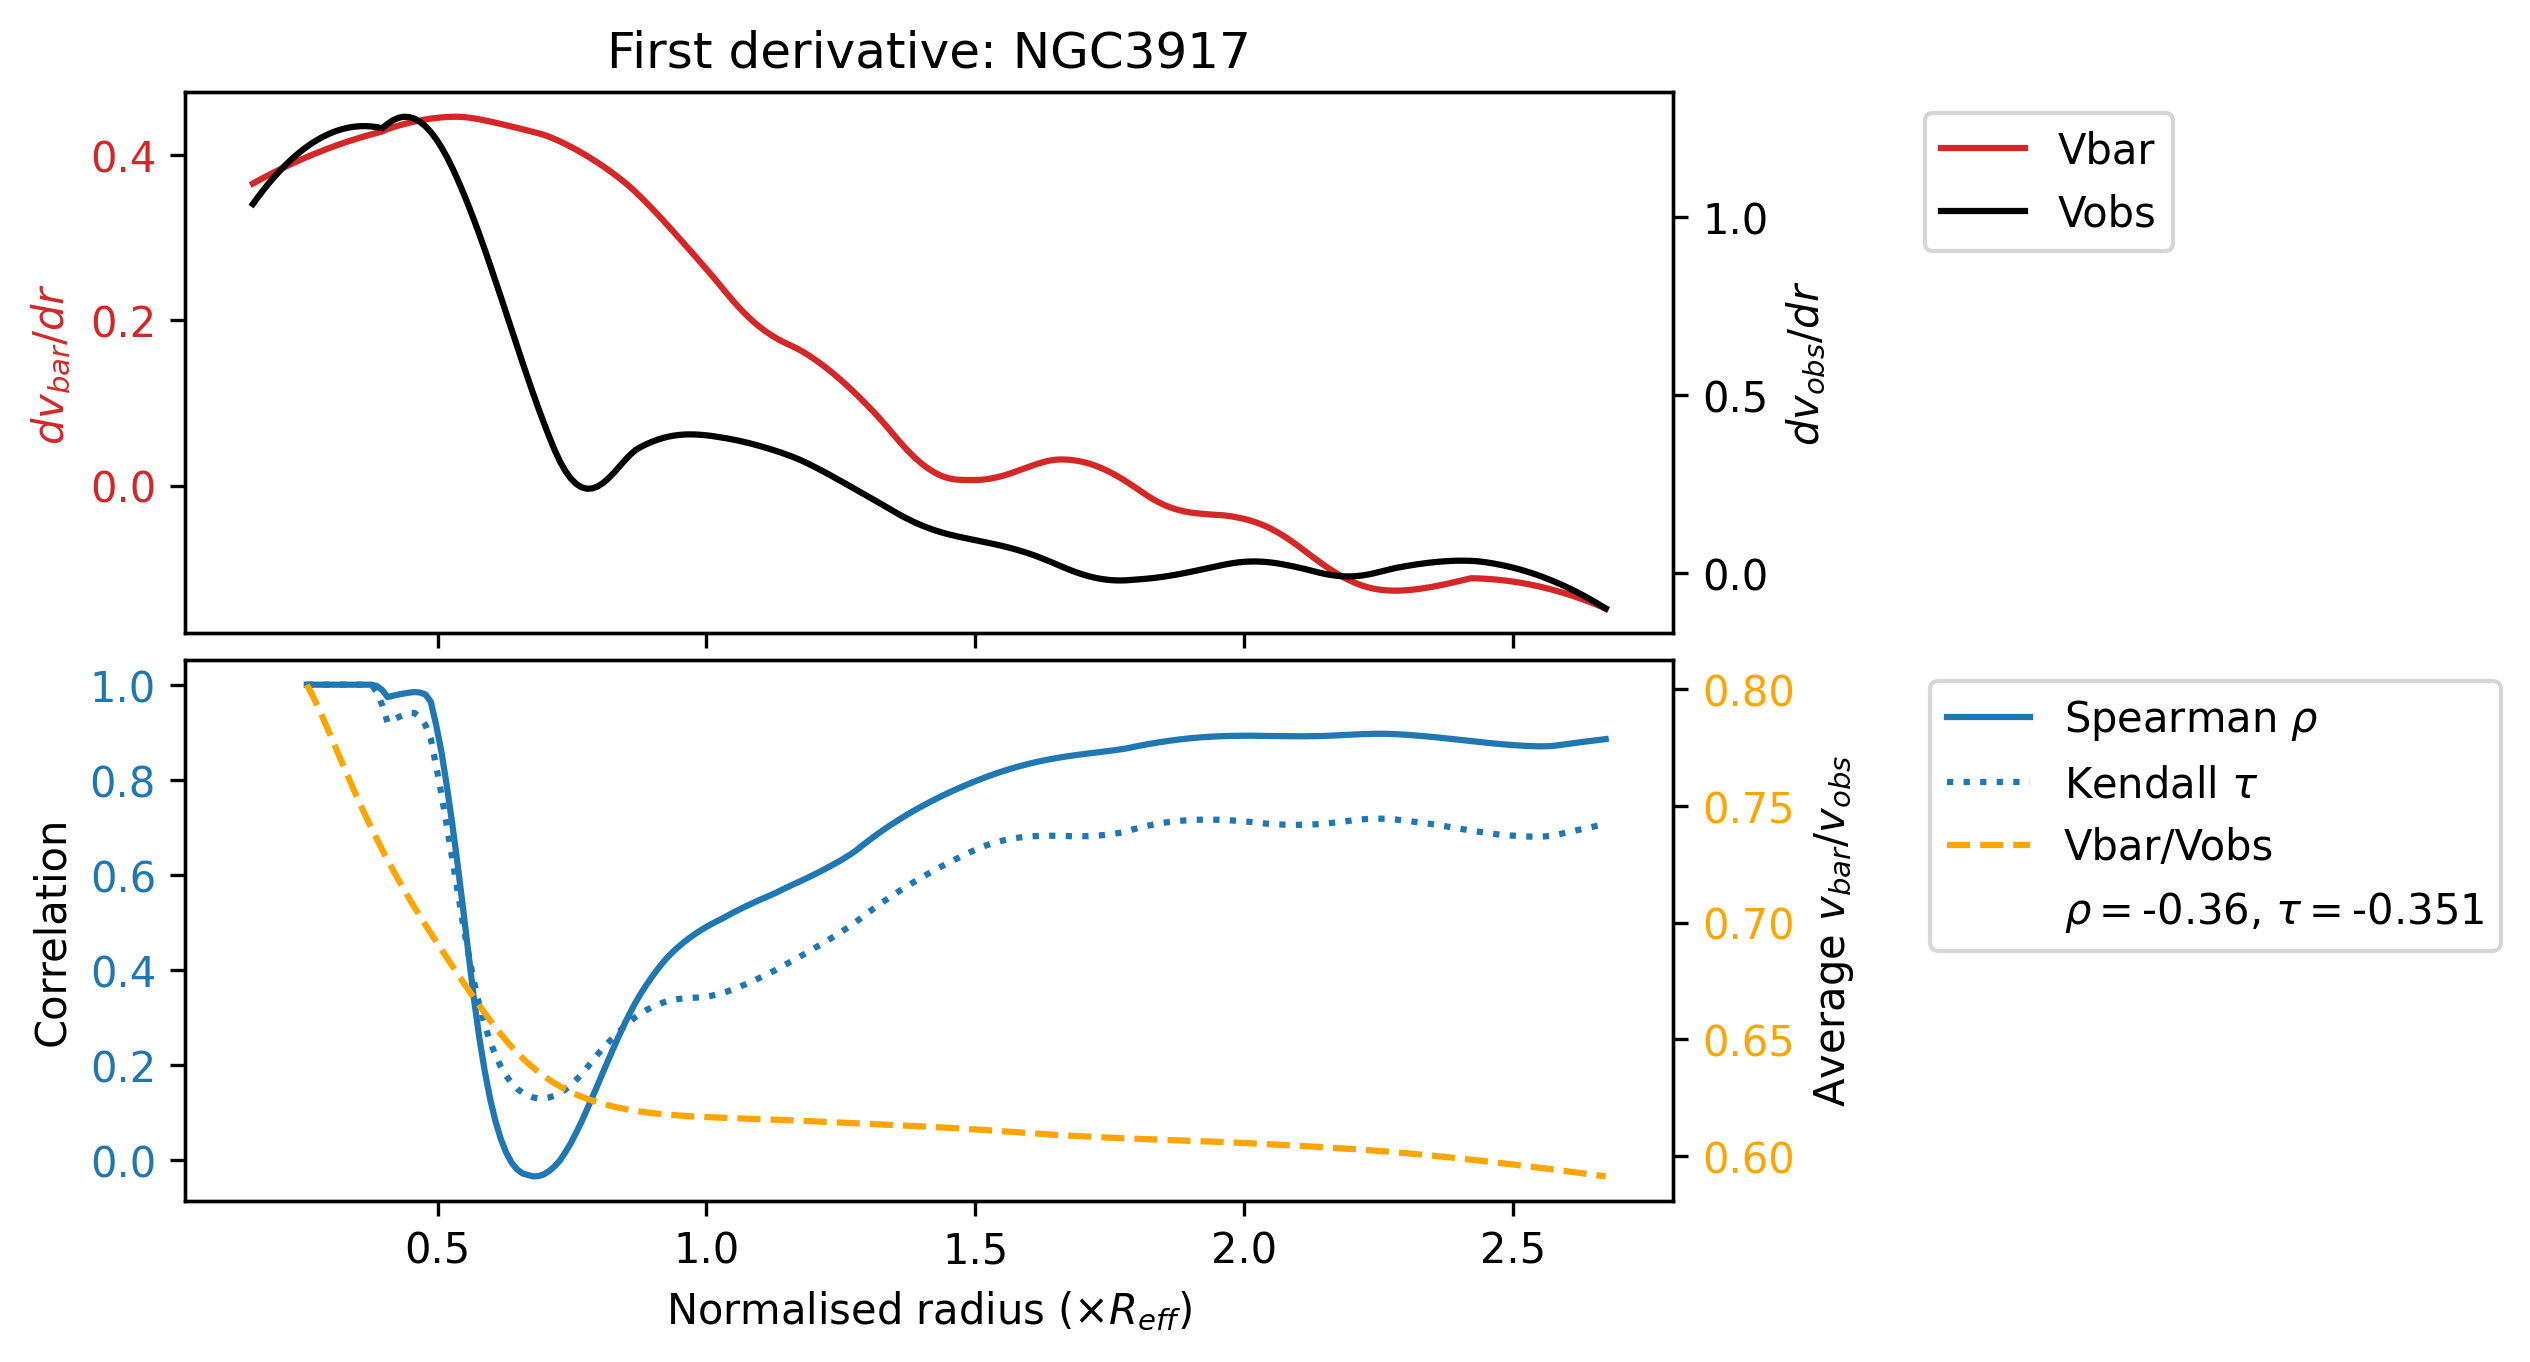 First derivative: NGC3917
0.4
0.2
0.0
dv_bar/dr
1.0
0.5
0.0
dv_obs/dr
Vbar
Vobs
1.0
0.8
0.6
0.4
0.2
0.0
Correlation
0.80
0.75
0.70
0.65
0.60
Average v_bar/v_obs
Spearman ρ
Kendall τ
Vbar/Vobs
ρ = -0.36, τ = -0.351
0.5 1.0 1.5 2.0 2.5
Normalised radius (×R_eff)